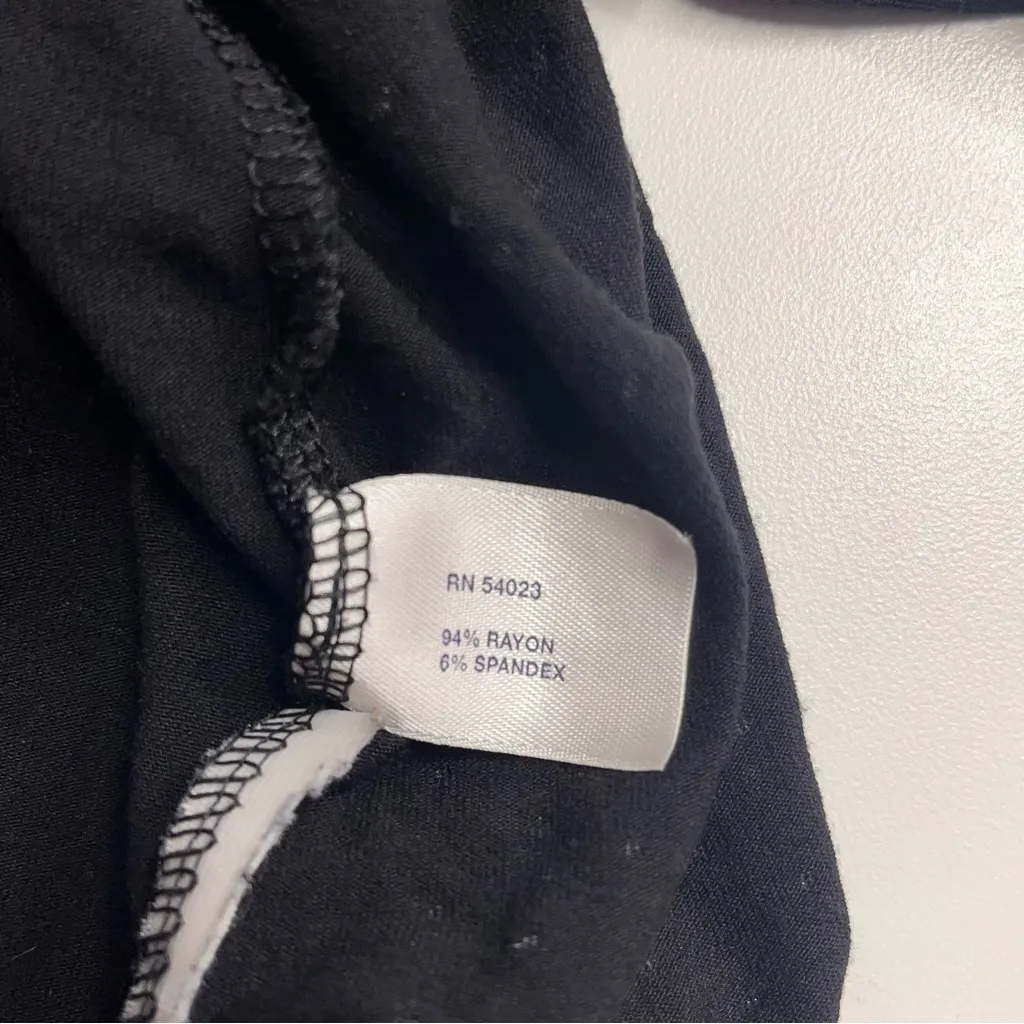 RN 54023
94% RAYON
6% SPANDEX